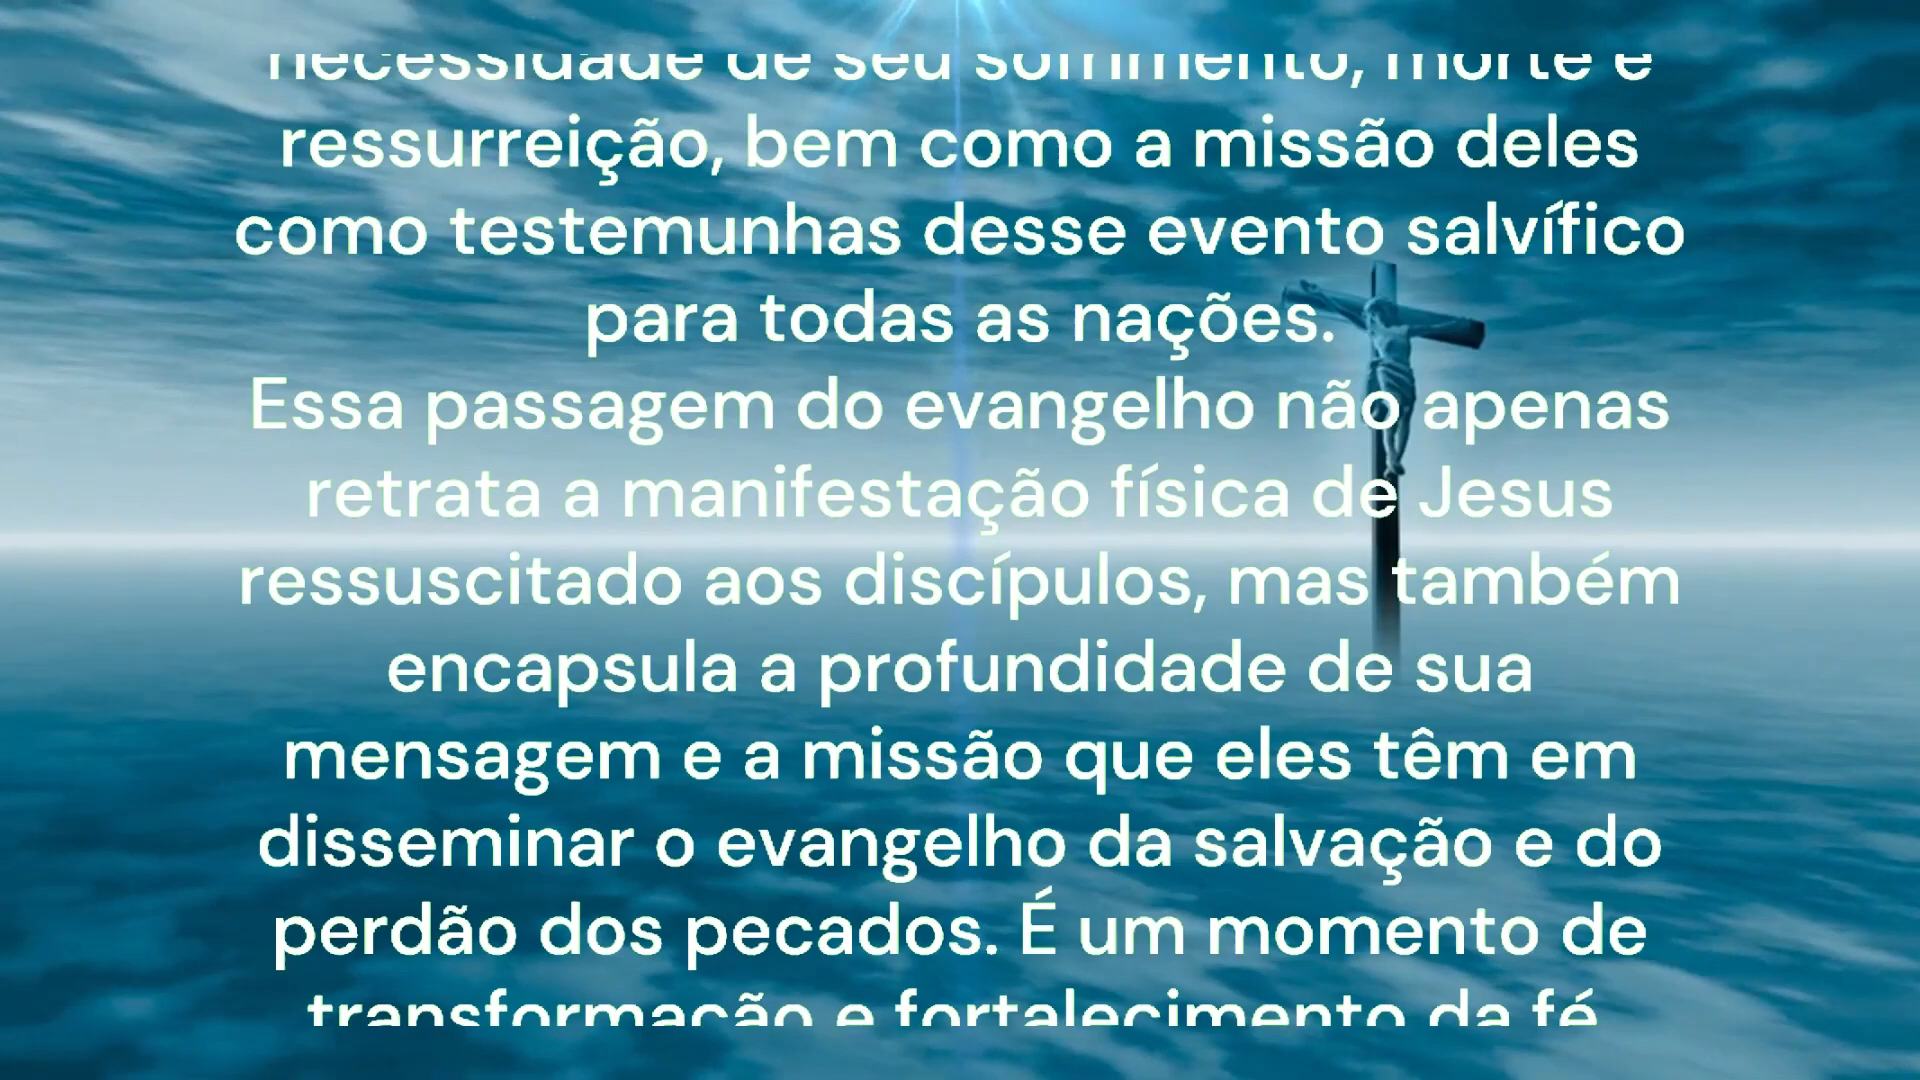 necessidade de seu sofrimento, morte e
ressurreição, bem como a missão deles
como testemunhas desse evento salvífico
para todas as nações.
Essa passagem do evangelho não apenas
retrata a manifestação física de Jesus
ressuscitado aos discípulos, mas também
encapsula a profundidade de sua
mensagem e a missão que eles têm em
disseminar o evangelho da salvação e do
perdão dos pecados. É um momento de
transformação e fortalecimento da fé